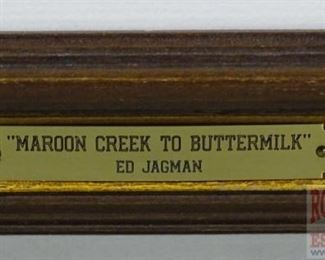 "MAROON CREEK TO BUTTERMILK"
ED JAGMAN